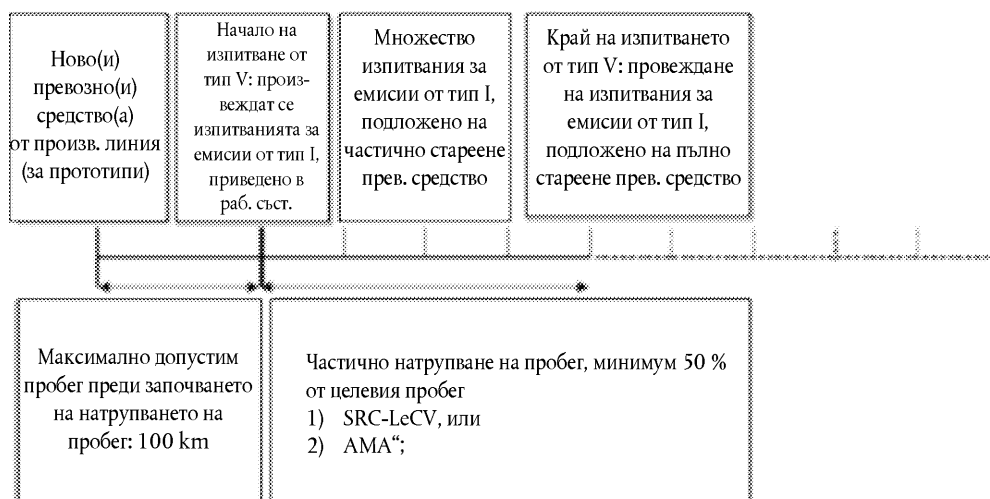 Ново(и)
превозно(и)
средство(а)
от произв. линия
(за прототипи)
Начало на
изпитване от
тип V: произ-
веждат се
изпитванията за
емисии от тип I,
приведено в
раб. съст.
Множество
изпитвания за
емисии от тип I,
подложено на
частично стареене
прев. средство
Край на изпитването
от тип V: провеждане
на изпитвания за
емисии от тип I,
подложено на пълно
стареене прев. средство
Максимално допустим
пробег преди започването
на натрупването на
пробег: 100 km
Частично натрупване на пробег, минимум 50 %
от целевия пробег
1) SRC-LeCV, или
2) AMA“;